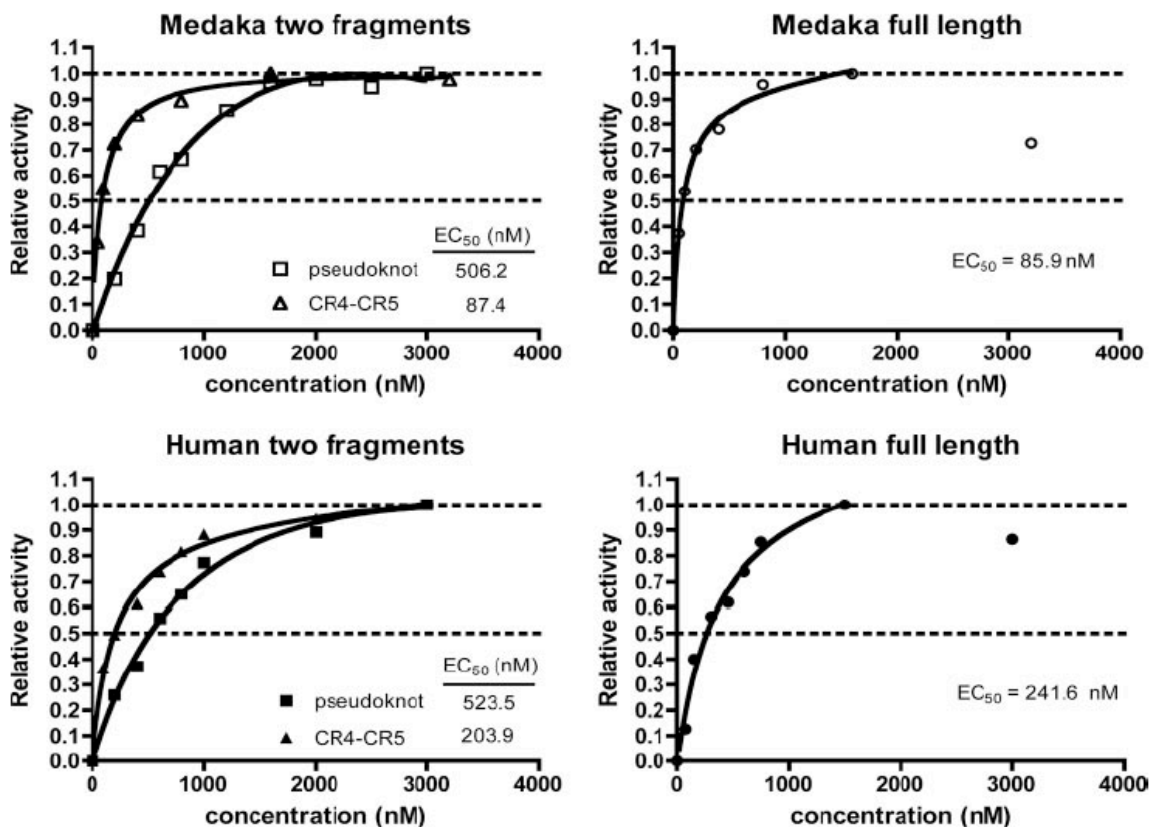 Medaka two fragments
Relative activity
1.1
1.0
0.9
0.8
0.7
0.6
0.5
0.4
0.3
0.2
0.1
0.0
EC50 (nM)
pseudoknot 506.2
CR4-CR5 87.4
0 1000 2000 3000 4000
concentration (nM)
Medaka full length
Relative activity
1.1
1.0
0.9
0.8
0.7
0.6
0.5
0.4
0.3
0.2
0.1
0.0
EC50 = 85.9 nM
0 1000 2000 3000 4000
concentration (nM)
Human two fragments
Relative activity
1.1
1.0
0.9
0.8
0.7
0.6
0.5
0.4
0.3
0.2
0.1
0.0
EC50 (nM)
pseudoknot 523.5
CR4-CR5 203.9
0 1000 2000 3000 4000
concentration (nM)
Human full length
Relative activity
1.1
1.0
0.9
0.8
0.7
0.6
0.5
0.4
0.3
0.2
0.1
0.0
EC50 = 241.6 nM
0 1000 2000 3000 4000
concentration (nM)